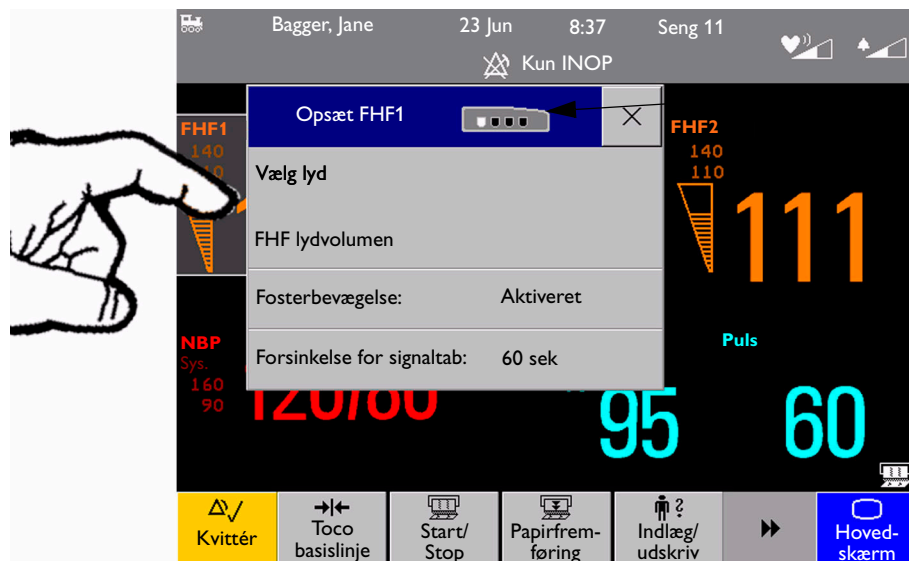 Bagger, Jane 23 Jun 8:37 Seng 11
Kun INOP
Opsæt FHF1
FHF1
140
Vælg lyd
FHF lydvolumen
Fosterbevægelse: Aktiveret
Forsinkelse for signaltab: 60 sek
FHF2
140
110
111
NBP
Sys.
160
90
120/80
Puls
95
60
Kvittér
Toco
basislinje
Start/
Stop
Papirfrem-
føring
Indlæg/
udskriv
Hoved-
skærm